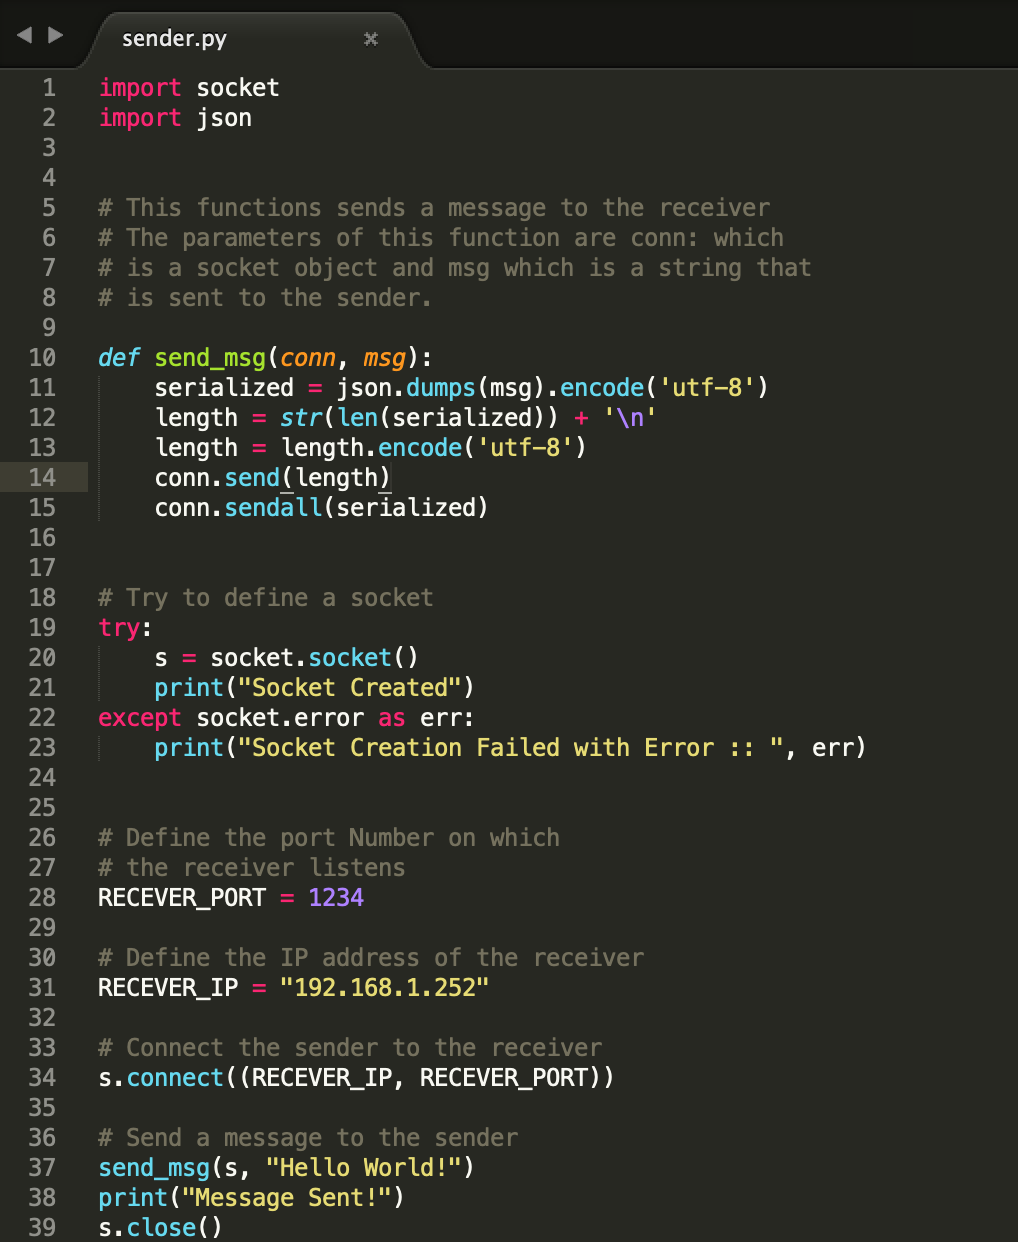 sender.py
1 import socket
2 import json
3
4
5 # This functions sends a message to the receiver
6 # The parameters of this function are conn: which
7 # is a socket object and msg which is a string that
8 # is sent to the sender.
9
10 def send_msg(conn, msg):
11     serialized = json.dumps(msg).encode('utf-8')
12     length = str(len(serialized)) + '\n'
13     length = length.encode('utf-8')
14     conn.send(length)
15     conn.sendall(serialized)
16
17
18 # Try to define a socket
19 try:
20     s = socket.socket()
21     print("Socket Created")
22 except socket.error as err:
23     print("Socket Creation Failed with Error :: ", err)
24
25
26 # Define the port Number on which
27 # the receiver listens
28 RECEVER_PORT = 1234
29
30 # Define the IP address of the receiver
31 RECEVER_IP = "192.168.1.252"
32
33 # Connect the sender to the receiver
34 s.connect((RECEVER_IP, RECEVER_PORT))
35
36 # Send a message to the sender
37 send_msg(s, "Hello World!")
38 print("Message Sent!")
39 s.close()